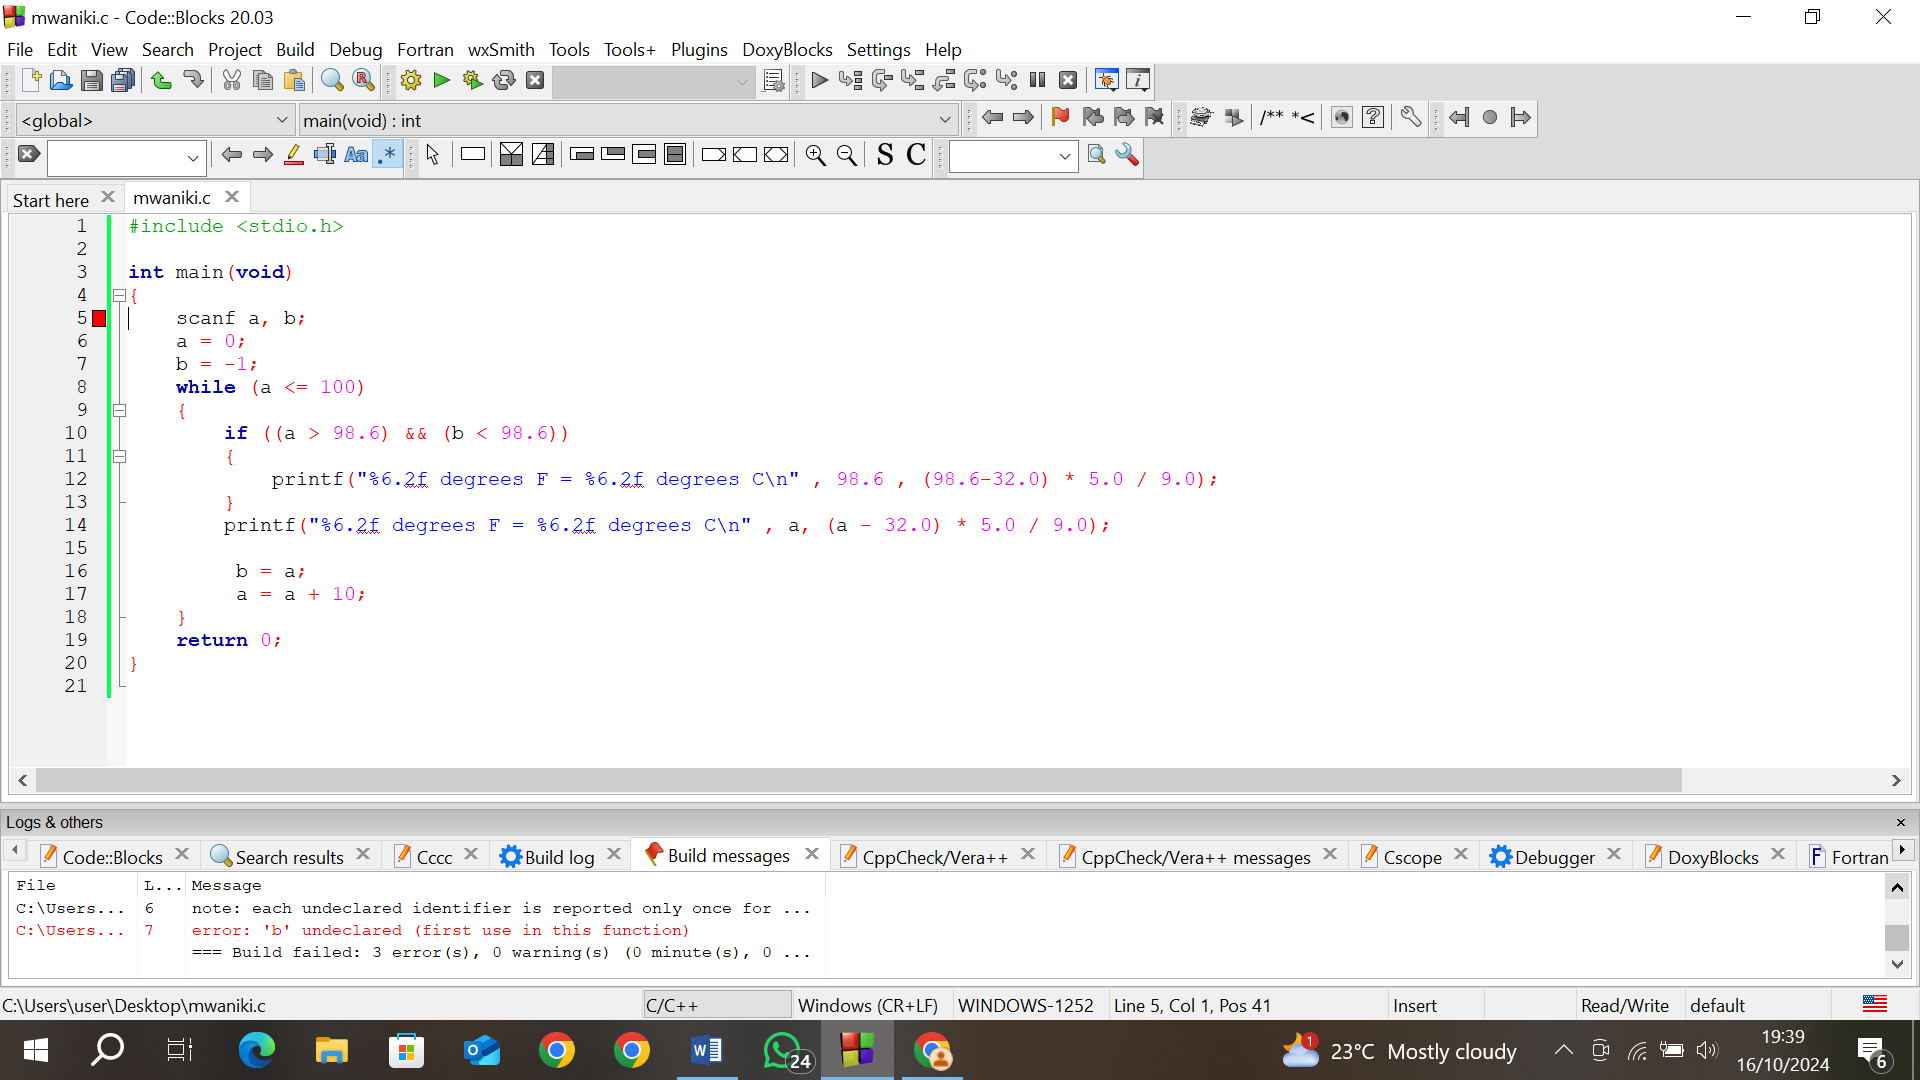 mwaniki.c - Code::Blocks 20.03
File Edit View Search Project Build Debug Fortran wxSmith Tools Tools+ Plugins DoxyBlocks Settings Help
<global> main(void) : int /** *<
Aa .* S C
Start here mwaniki.c
1 #include <stdio.h>
2
3 int main(void)
4 {
5 scanf a, b;
6 a = 0;
7 b = -1;
8 while (a <= 100)
9 {
10 if ((a > 98.6) && (b < 98.6))
11 {
12 printf("%6.2f degrees F = %6.2f degrees C\n" , 98.6 , (98.6-32.0) * 5.0 / 9.0);
13 }
14 printf("%6.2f degrees F = %6.2f degrees C\n" , a, (a - 32.0) * 5.0 / 9.0);
15
16 b = a;
17 a = a + 10;
18 }
19 return 0;
20 }
21
Logs & others
Code::Blocks Search results Cccc Build log Build messages CppCheck/Vera++ CppCheck/Vera++ messages Cscope Debugger DoxyBlocks Fortran
File L... Message
C:\Users... 6 note: each undeclared identifier is reported only once for ...
C:\Users... 7 error: 'b' undeclared (first use in this function)
=== Build failed: 3 error(s), 0 warning(s) (0 minute(s), 0 ...
C:\Users\user\Desktop\mwaniki.c C/C++ Windows (CR+LF) WINDOWS-1252 Line 5, Col 1, Pos 41 Insert Read/Write default
24 1 23°C Mostly cloudy 19:39
16/10/2024 6